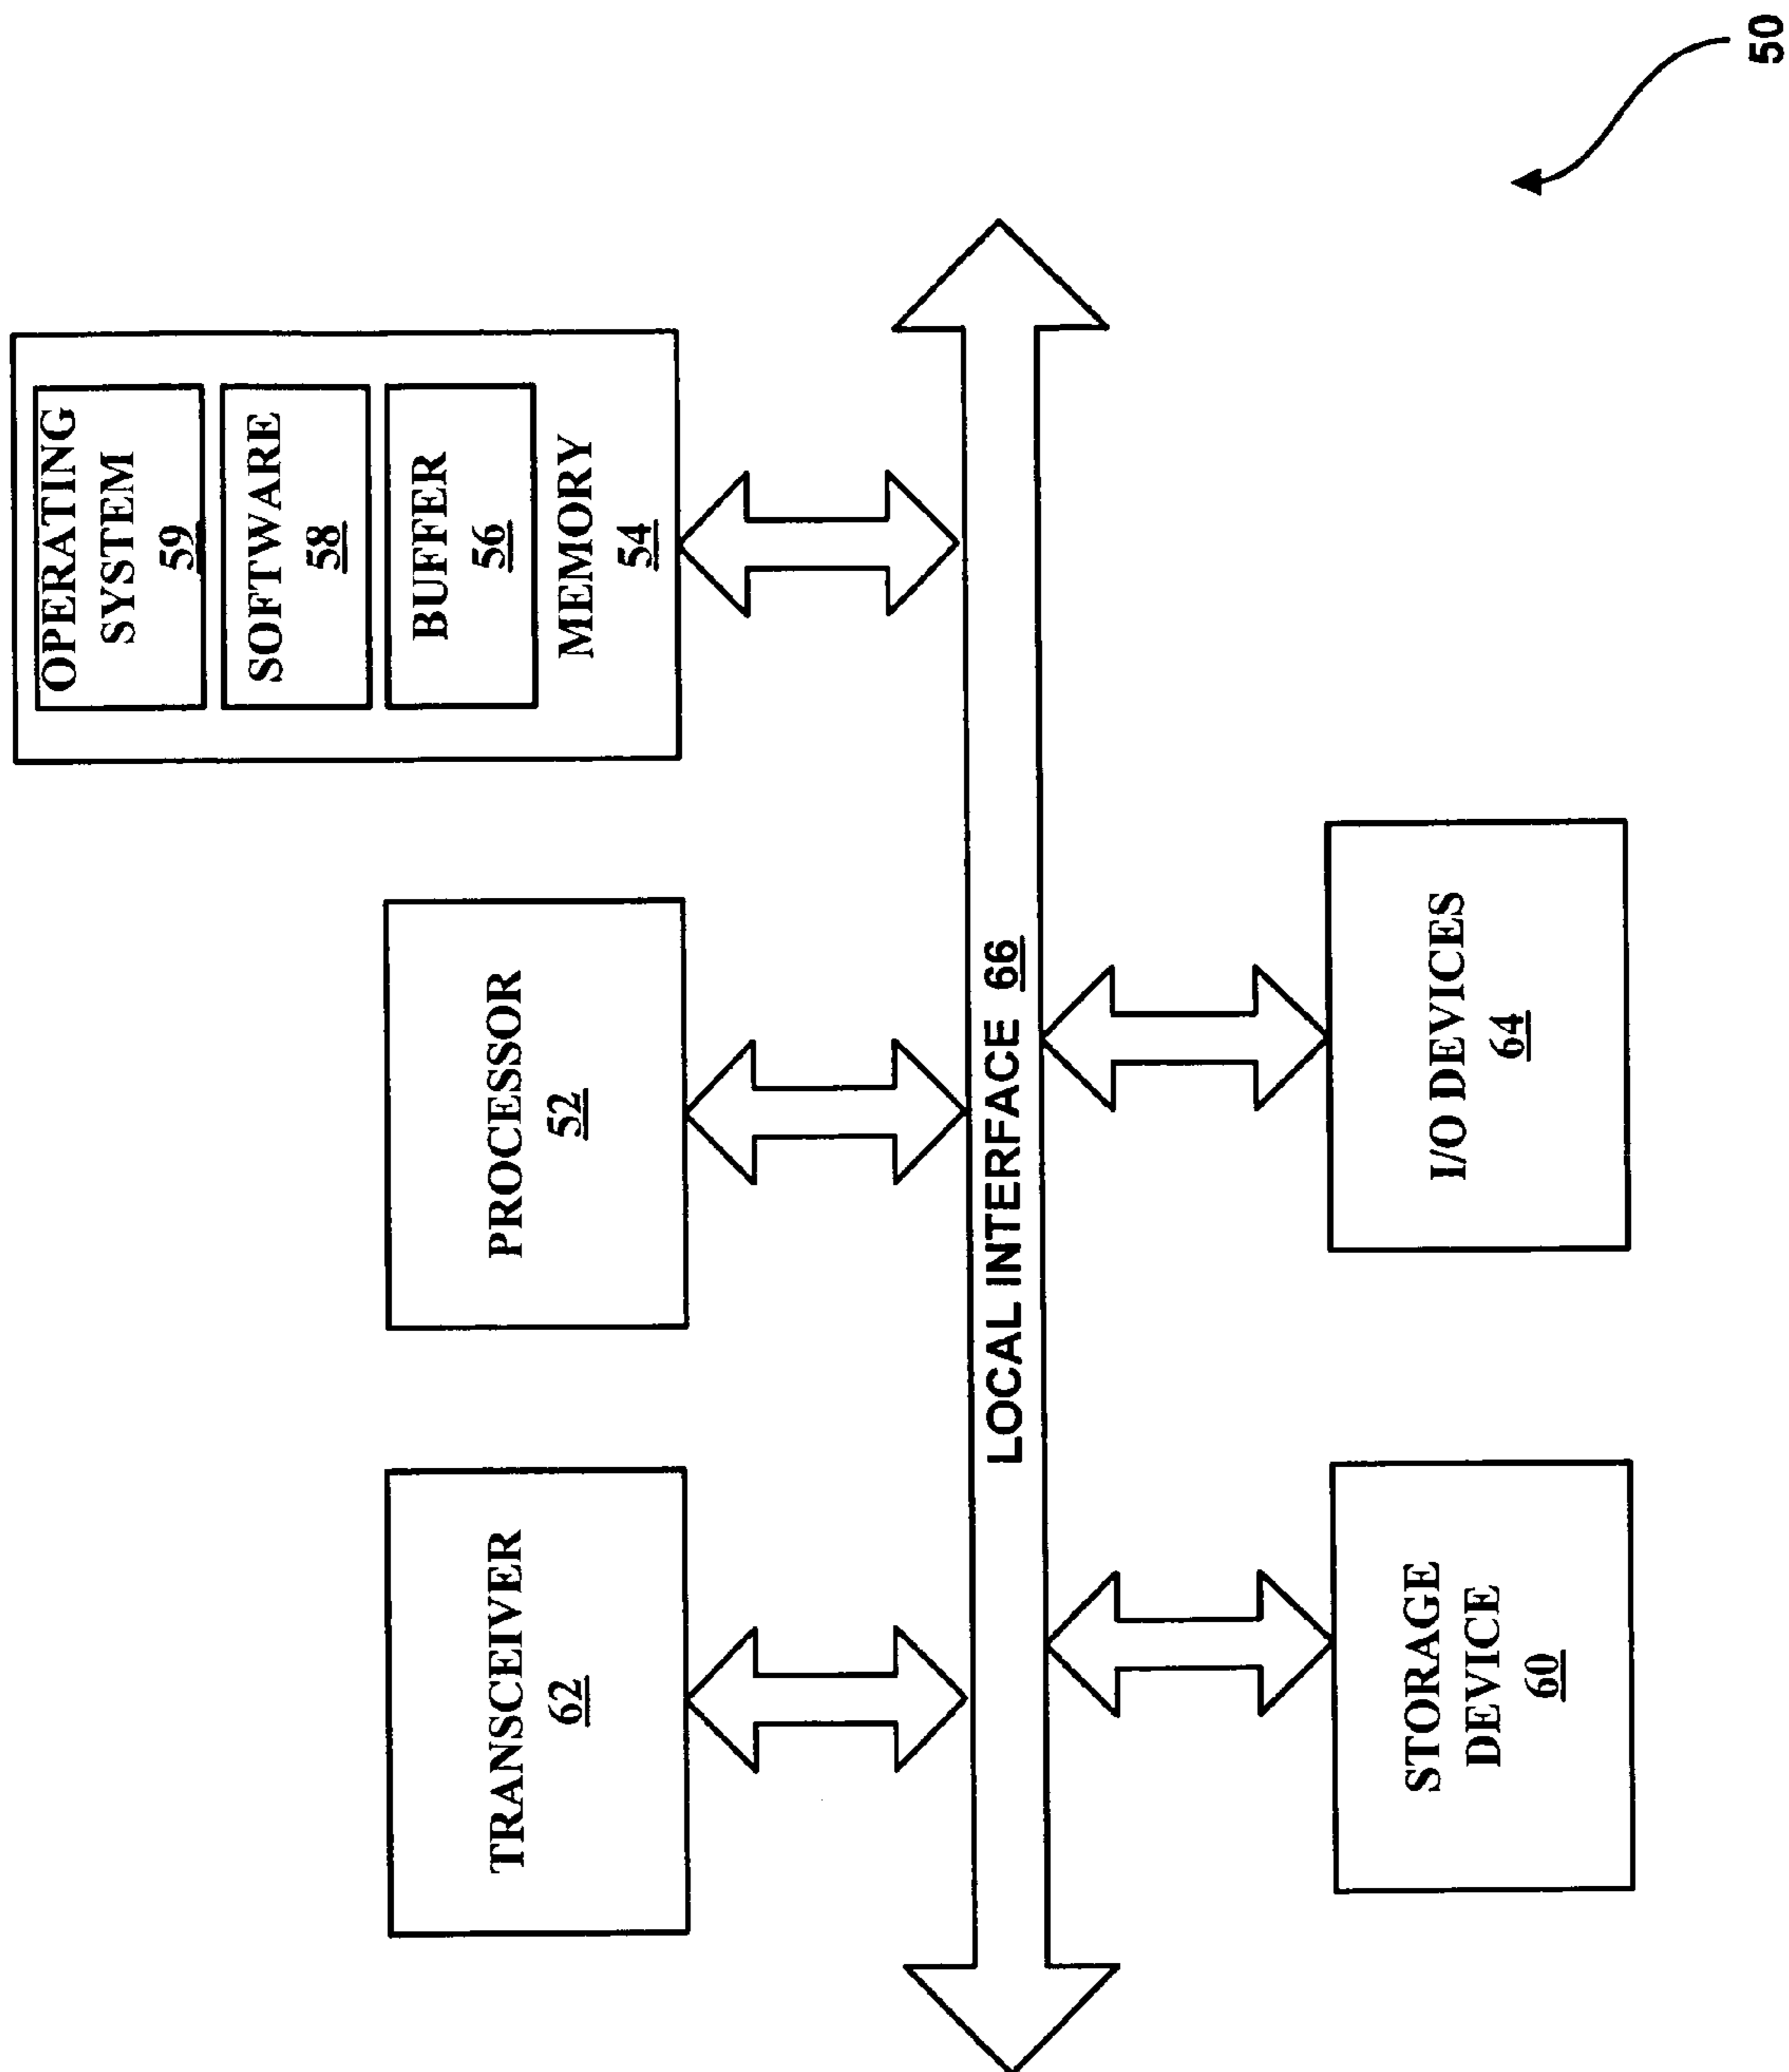 TRANSCEIVER
62
PROCESSOR
52
OPERATING
SYSTEM
59
SOFTWARE
58
BUFFER
56
MEMORY
54
LOCAL INTERFACE 66
STORAGE
DEVICE
60
I/O DEVICES
64
50